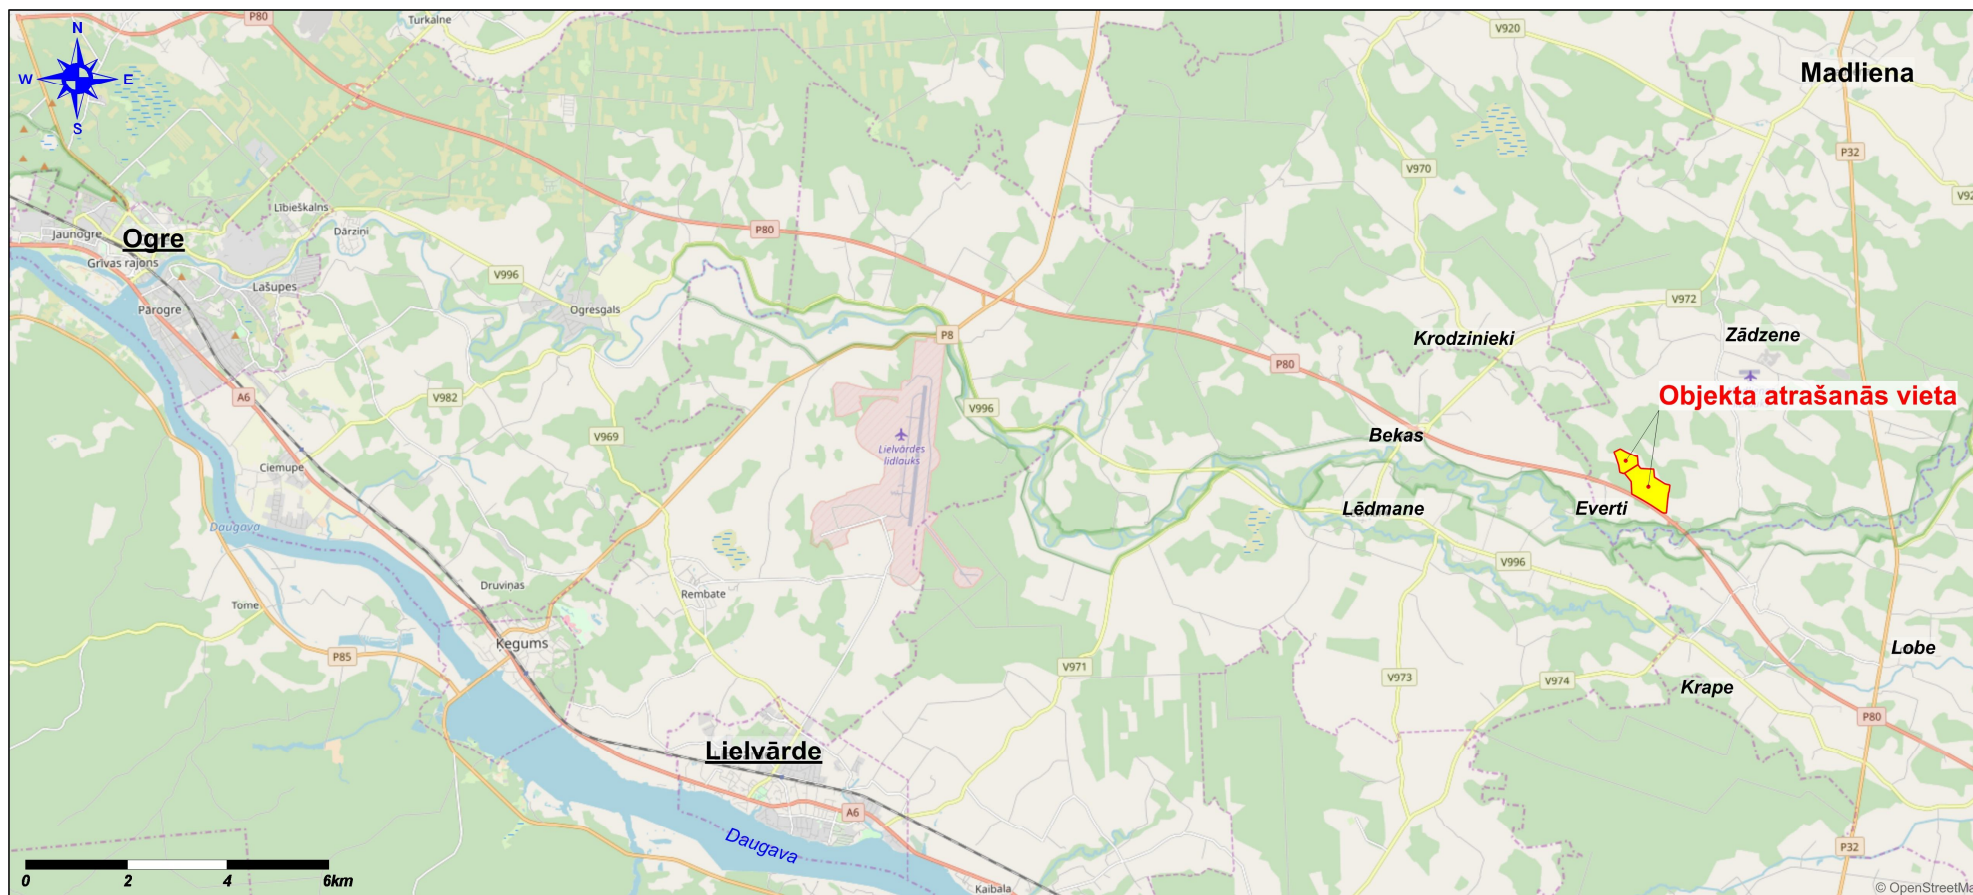 P80
Turkalne
V920
N
W
E
S
Madliena
P32
V970
V92
Lībieškalns
Dārziņi
Jaunogre
Ogre
P80
Grīvas rajons
V996
Lašupes
Ogresgals
V972
Pārogre
P8
Krodzinieki
Zādzene
P80
A6
V982
Objekta atrašanās vieta
V996
V969
Bekas
Lielvārdes
lidlauks
Ciemupe
Lēdmane
Everti
Daugava
V996
Druviņas
Rembate
Tome
Ķegums
Lobe
P85
V971
V973
V974
Krape
P80
Lielvārde
A6
Daugava
P32
0 2 4 6km
Kaibala
© OpenStreetMa